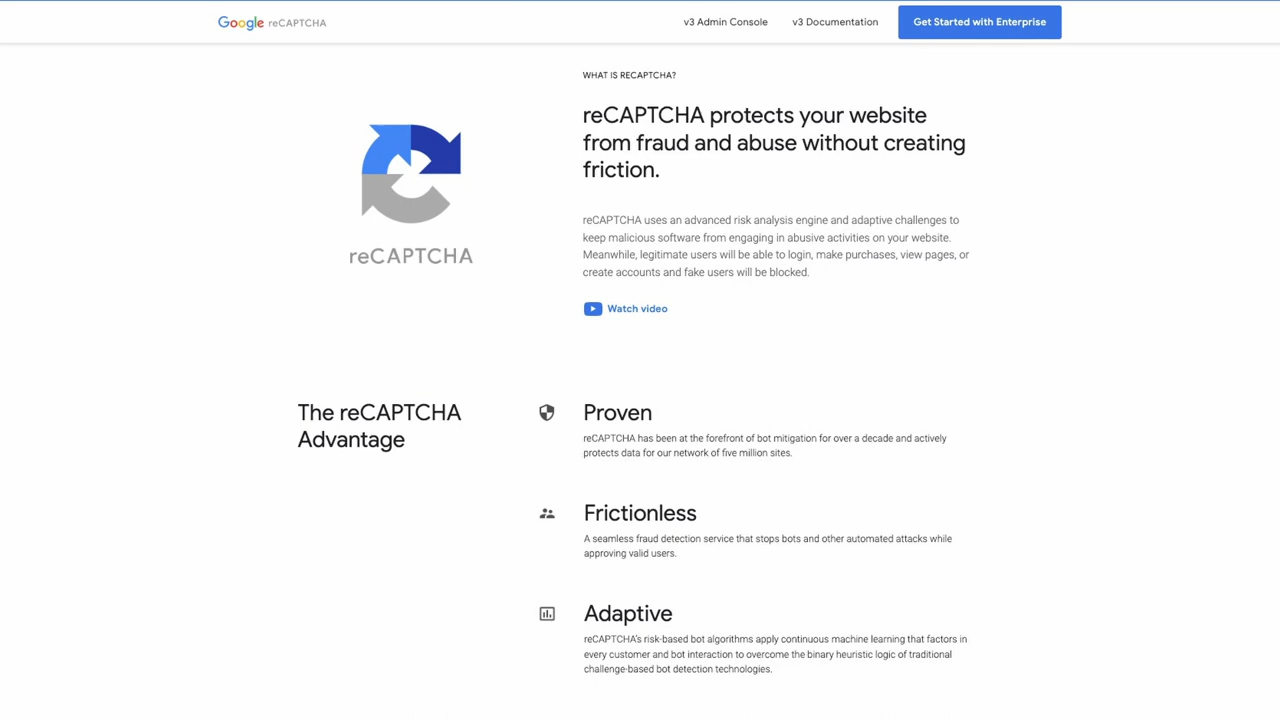 Google reCAPTCHA
v3 Admin Console
v3 Documentation
Get Started with Enterprise
WHAT IS RECAPTCHA?
reCAPTCHA protects your website
from fraud and abuse without creating
friction.
reCAPTCHA
reCAPTCHA uses an advanced risk analysis engine and adaptive challenges to
keep malicious software from engaging in abusive activities on your website.
Meanwhile, legitimate users will be able to login, make purchases, view pages, or
create accounts and fake users will be blocked.
Watch video
The reCAPTCHA
Advantage
Proven
reCAPTCHA has been at the forefront of bot mitigation for over a decade and actively
protects data for our network of five million sites.
Frictionless
A seamless fraud detection service that stops bots and other automated attacks while
approving valid users.
Adaptive
reCAPTCHA's risk-based bot algorithms apply continuous machine learning that factors in
every customer and bot interaction to overcome the binary heuristic logic of traditional
challenge-based bot detection technologies.